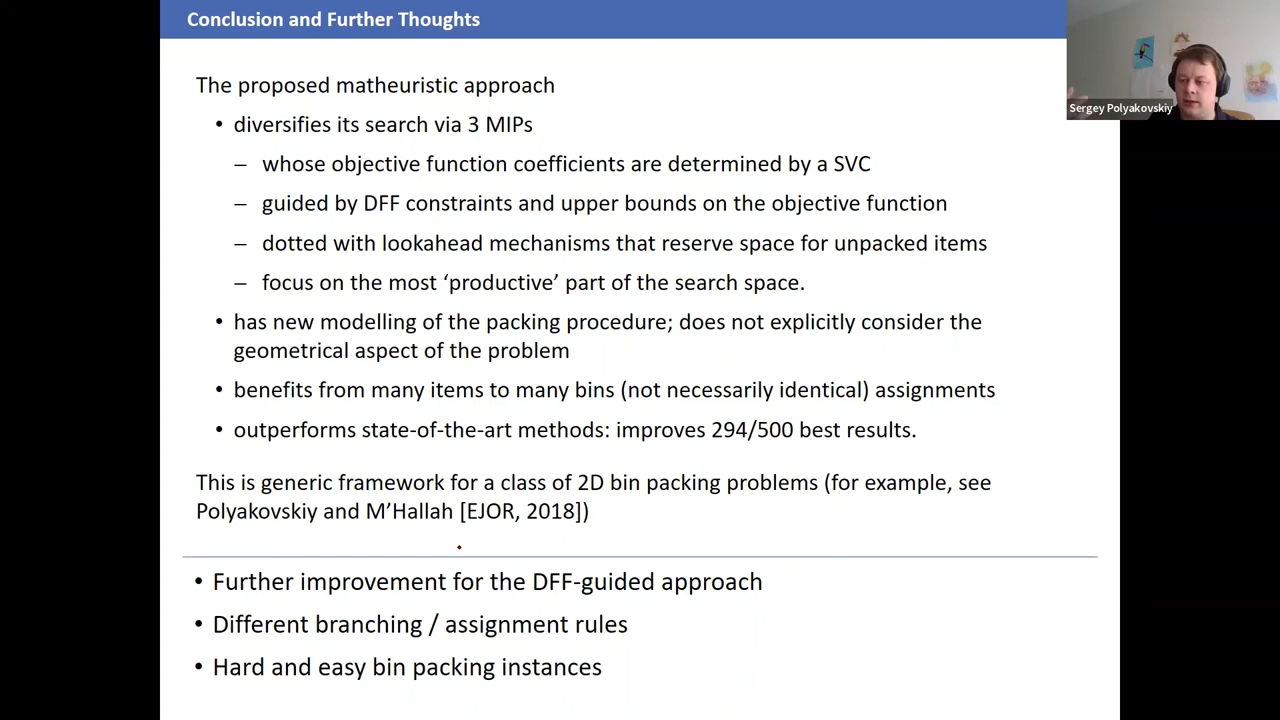 Conclusion and Further Thoughts
Sergey Polyakovskiy
The proposed matheuristic approach
• diversifies its search via 3 MIPs
– whose objective function coefficients are determined by a SVC
– guided by DFF constraints and upper bounds on the objective function
– dotted with lookahead mechanisms that reserve space for unpacked items
– focus on the most ‘productive’ part of the search space.
• has new modelling of the packing procedure; does not explicitly consider the
geometrical aspect of the problem
• benefits from many items to many bins (not necessarily identical) assignments
• outperforms state-of-the-art methods: improves 294/500 best results.
This is generic framework for a class of 2D bin packing problems (for example, see
Polyakovskiy and M’Hallah [EJOR, 2018])
• Further improvement for the DFF-guided approach
• Different branching / assignment rules
• Hard and easy bin packing instances